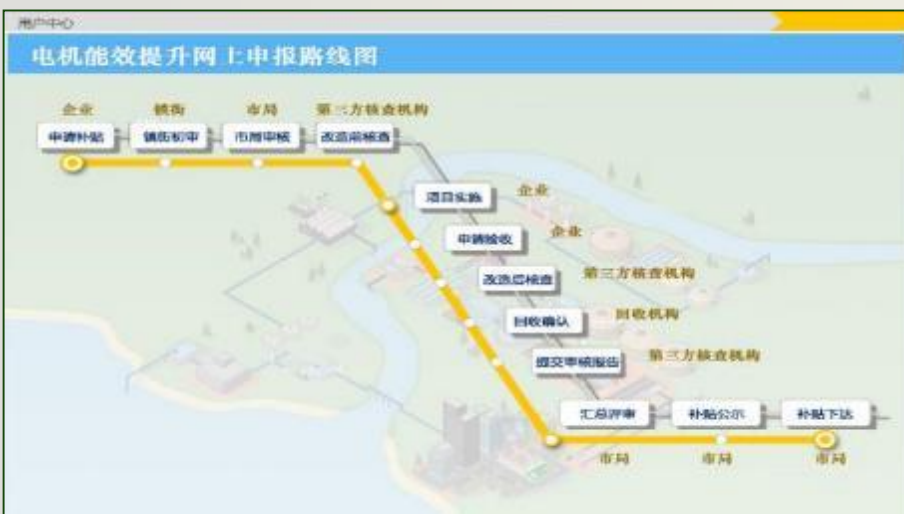 用户中心
电机能效提升网上申报路线图
企业 镇街 市局 第三方核查机构
申请补贴 镇街初审 市局审核 改造前核查
项目实施 企业
申请验收 企业
改造后核查 第三方核查机构
回收确认 回收机构
提交审核报告 第三方核查机构
汇总评审 补贴公示 补贴下达
市局 市局 市局